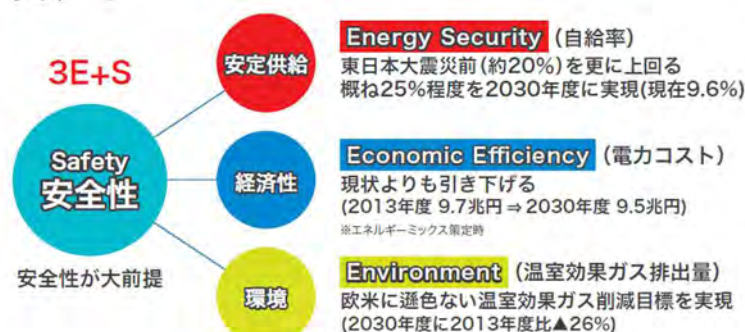 3E+S
Safety
安全性
安全性が大前提
安定供給
Energy Security (自給率)
東日本大震災前(約20%)を更に上回る
概ね25%程度を2030年度に実現(現在9.6%)
経済性
Economic Efficiency (電力コスト)
現状よりも引き下げる
(2013年度 9.7兆円⇒2030年度 9.5兆円)
※エネルギーミックス策定時
環境
Environment (温室効果ガス排出量)
欧米に遜色ない温室効果ガス削減目標を実現
(2030年度に2013年度比▲26%)